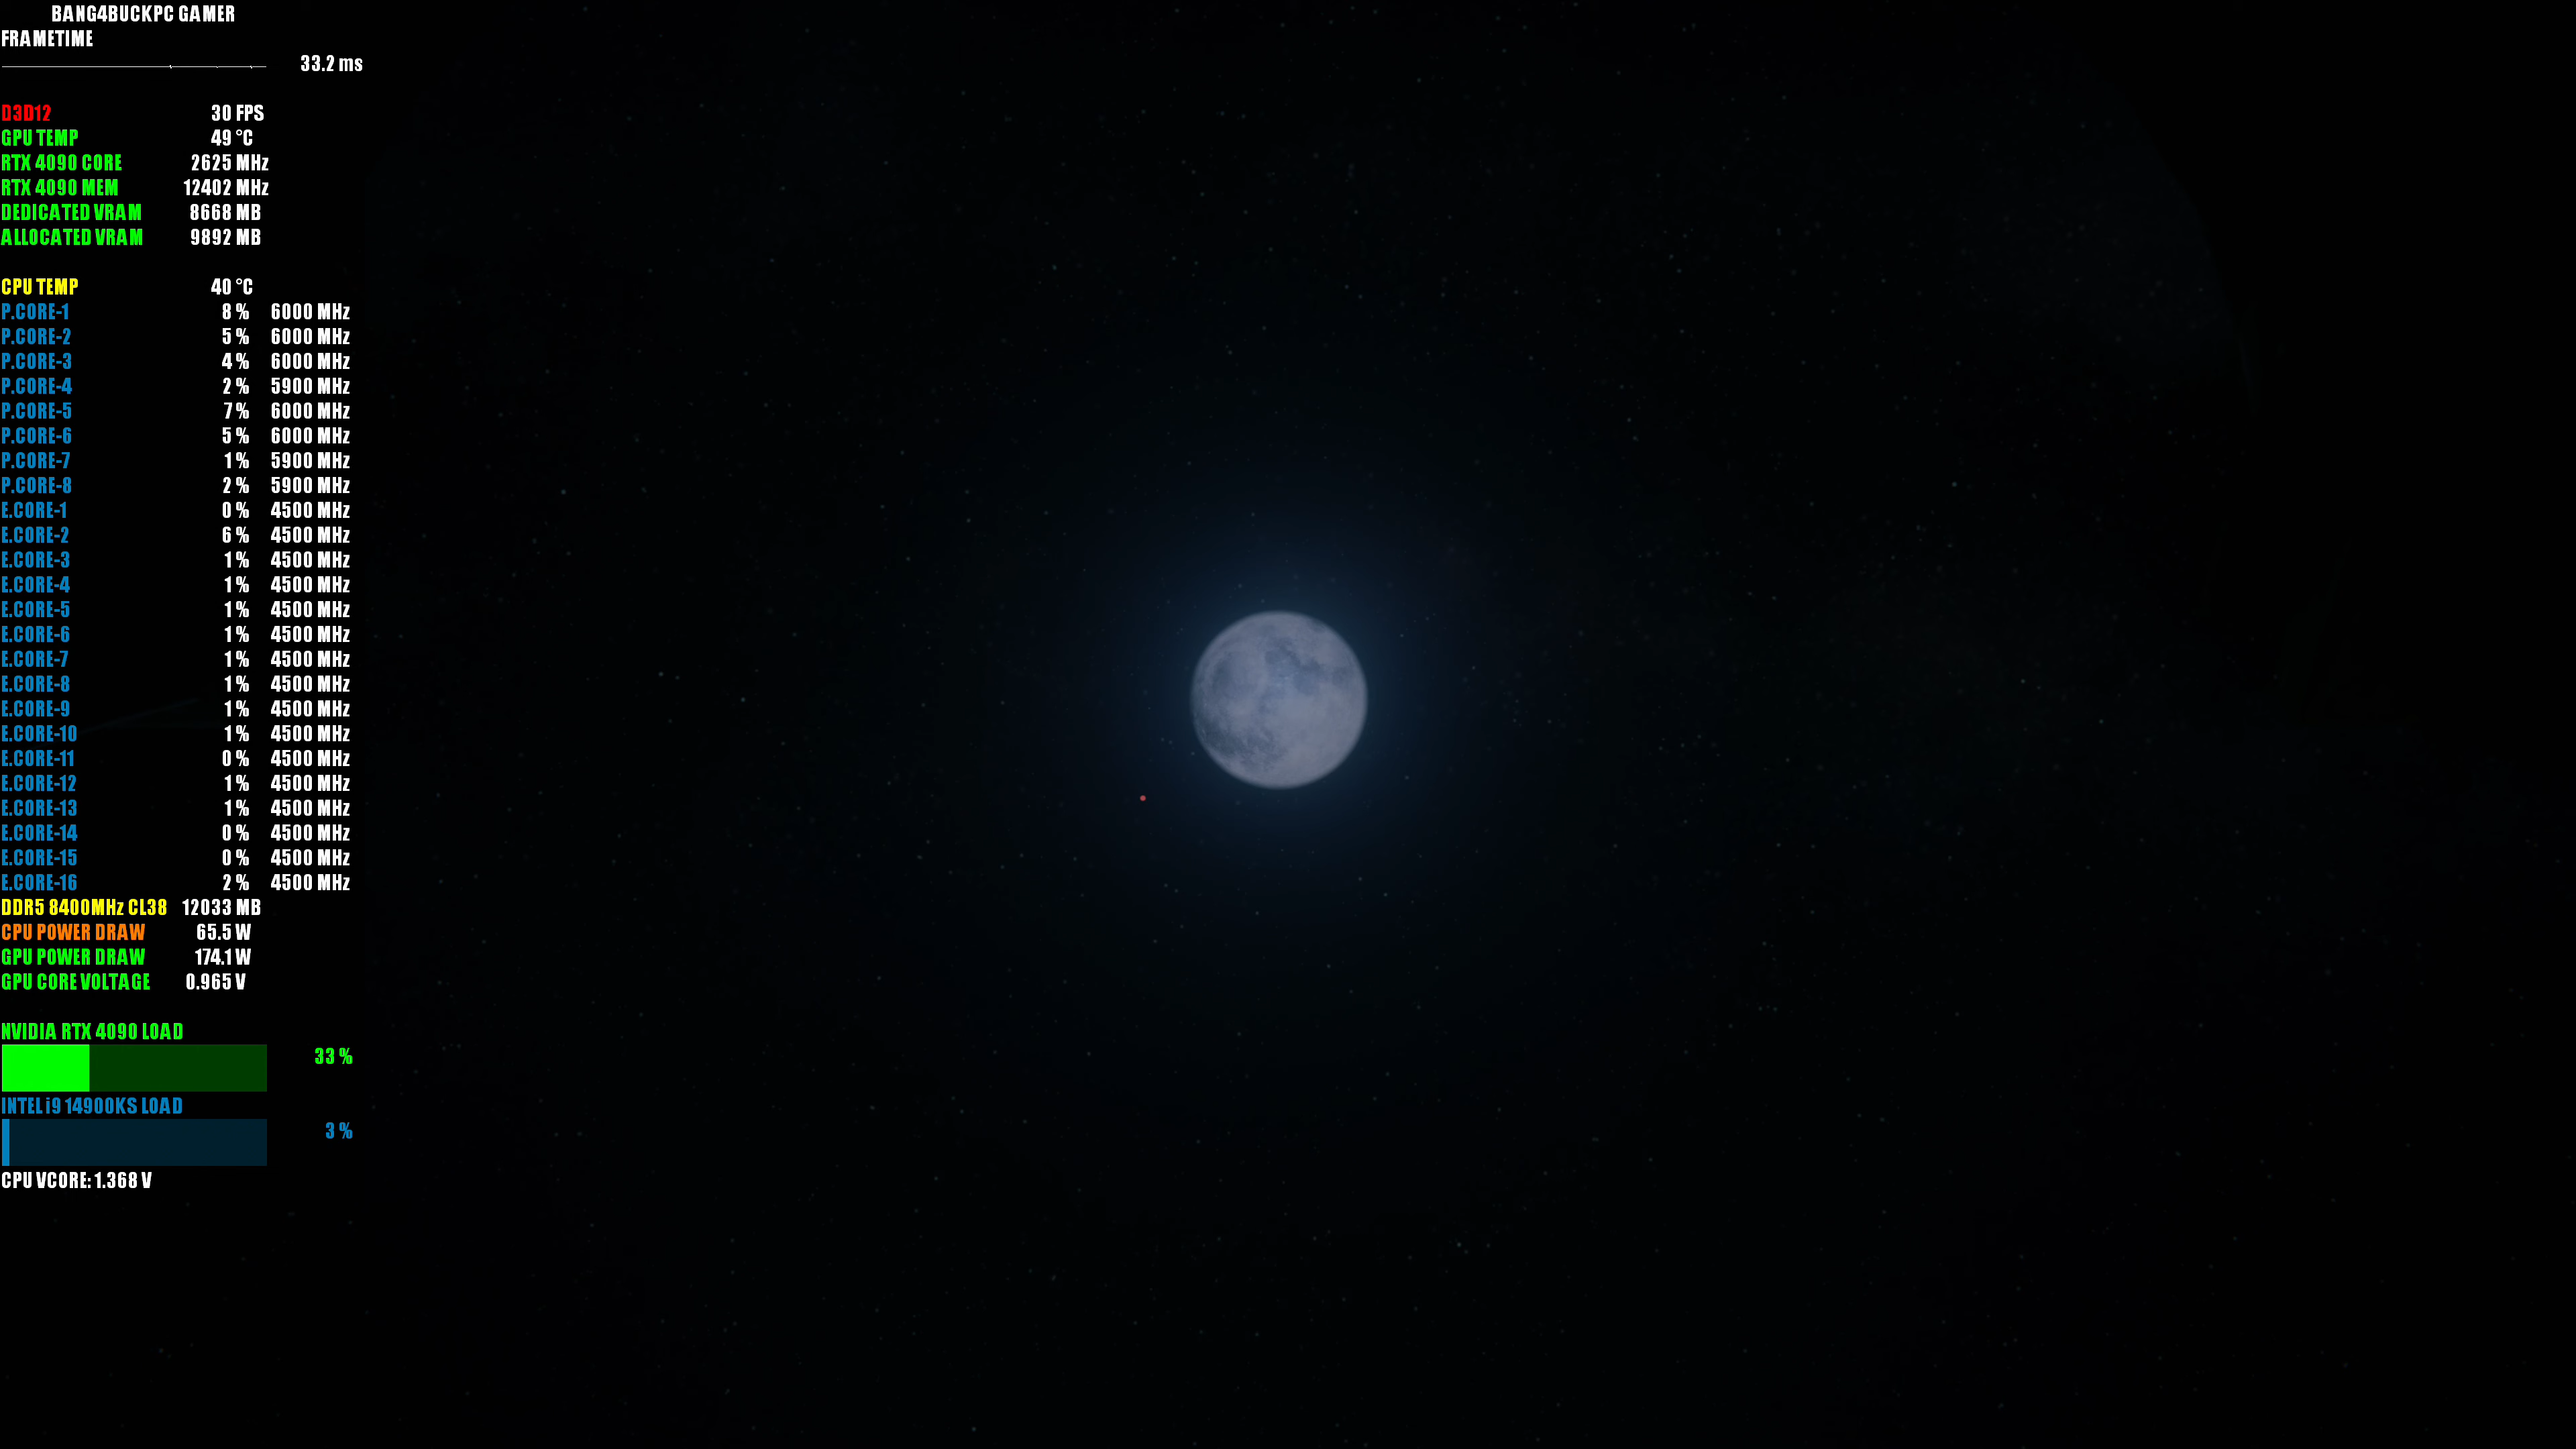 BANG4BUCKPC GAMER
FRAMETIME
33.2 ms
D3D12 30 FPS
GPU TEMP 49 °C
RTX 4090 CORE 2625 MHz
RTX 4090 MEM 12402 MHz
DEDICATED VRAM 8668 MB
ALLOCATED VRAM 9892 MB
CPU TEMP 40 °C
P.CORE-1 8 % 6000 MHz
P.CORE-2 5 % 6000 MHz
P.CORE-3 4 % 6000 MHz
P.CORE-4 2 % 5900 MHz
P.CORE-5 7 % 6000 MHz
P.CORE-6 5 % 6000 MHz
P.CORE-7 1 % 5900 MHz
P.CORE-8 2 % 5900 MHz
E.CORE-1 0 % 4500 MHz
E.CORE-2 6 % 4500 MHz
E.CORE-3 1 % 4500 MHz
E.CORE-4 1 % 4500 MHz
E.CORE-5 1 % 4500 MHz
E.CORE-6 1 % 4500 MHz
E.CORE-7 1 % 4500 MHz
E.CORE-8 1 % 4500 MHz
E.CORE-9 1 % 4500 MHz
E.CORE-10 1 % 4500 MHz
E.CORE-11 0 % 4500 MHz
E.CORE-12 1 % 4500 MHz
E.CORE-13 1 % 4500 MHz
E.CORE-14 0 % 4500 MHz
E.CORE-15 0 % 4500 MHz
E.CORE-16 2 % 4500 MHz
DDR5 8400MHz CL38 12033 MB
CPU POWER DRAW 65.5 W
GPU POWER DRAW 174.1 W
GPU CORE VOLTAGE 0.965 V
NVIDIA RTX 4090 LOAD
33 %
INTEL i9 14900KS LOAD
3 %
CPU VCORE: 1.368 V